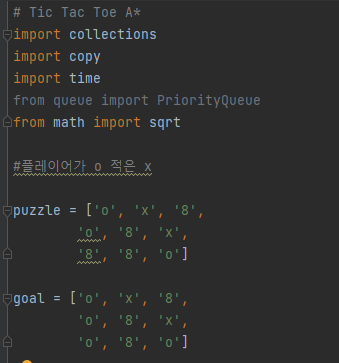 # Tic Tac Toe A*
import collections
import copy
import time
from queue import PriorityQueue
from math import sqrt
#플레이어가 o 적은 x
puzzle = ['o', 'x', '8',
'o', '8', 'x',
'8', '8', 'o']
goal = ['o', 'x', '8',
'o', '8', 'x',
'o', '8', 'o']